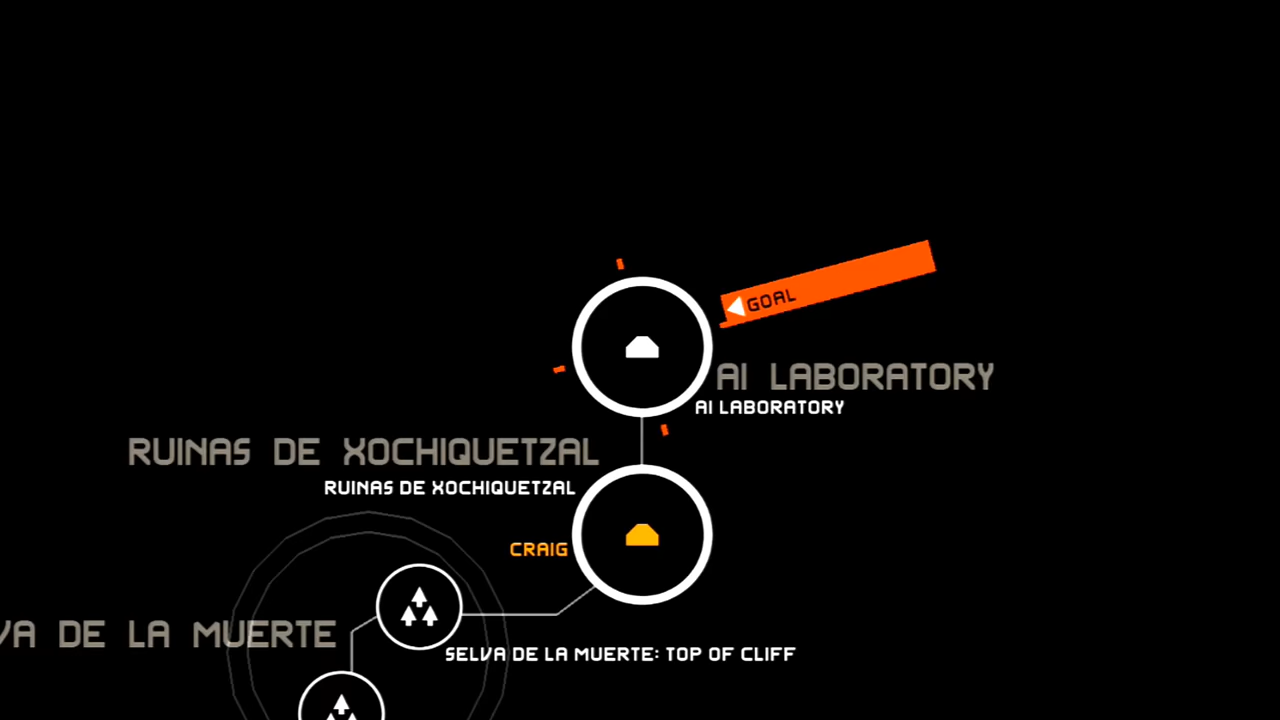 GOAL
AI LABORATORY
AI LABORATORY
RUINAS DE XOCHIQUETZAL
RUINAS DE XOCHIQUETZAL
CRAIG
DE LA MUERTE
SELVA DE LA MUERTE: TOP OF CLIFF